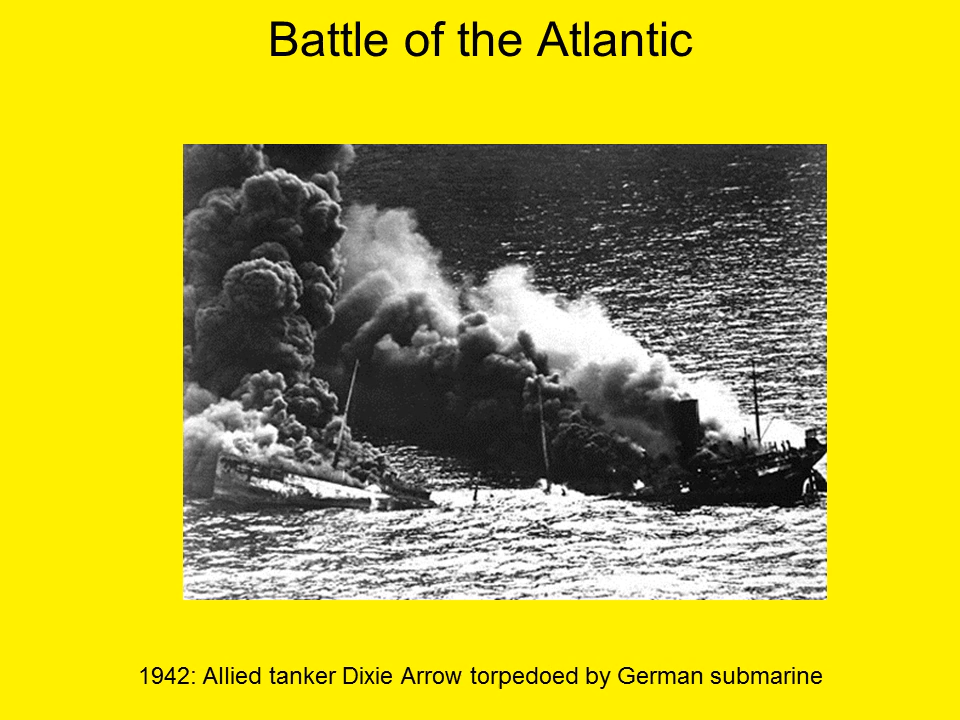 Battle of the Atlantic
1942: Allied tanker Dixie Arrow torpedoed by German submarine